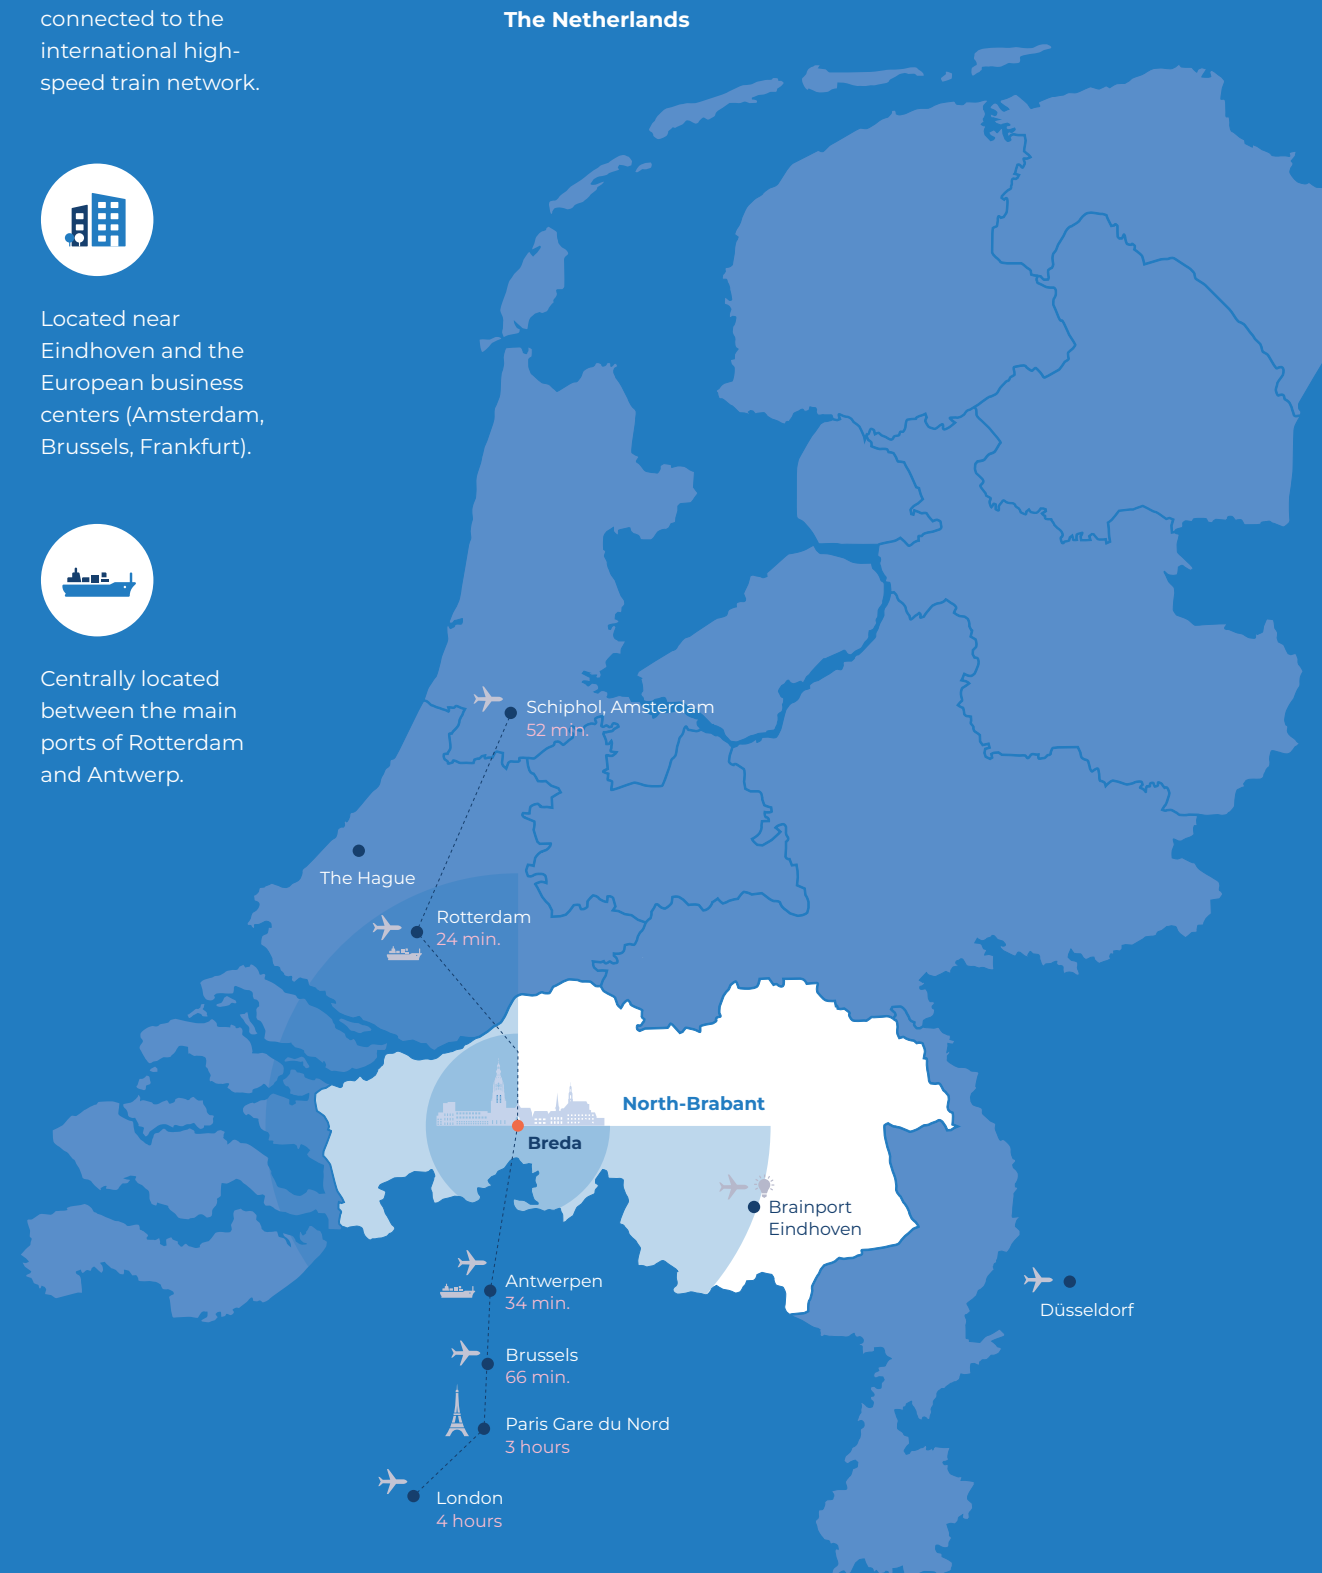 connected to the
international high-
speed train network.
The Netherlands
Located near
Eindhoven and the
European business
centers (Amsterdam,
Brussels, Frankfurt).
Centrally located
between the main
ports of Rotterdam
and Antwerp.
Schiphol, Amsterdam
52 min.
The Hague
Rotterdam
24 min.
North-Brabant
Breda
Brainport
Eindhoven
Antwerpen
34 min.
Düsseldorf
Brussels
66 min.
Paris Gare du Nord
3 hours
London
4 hours